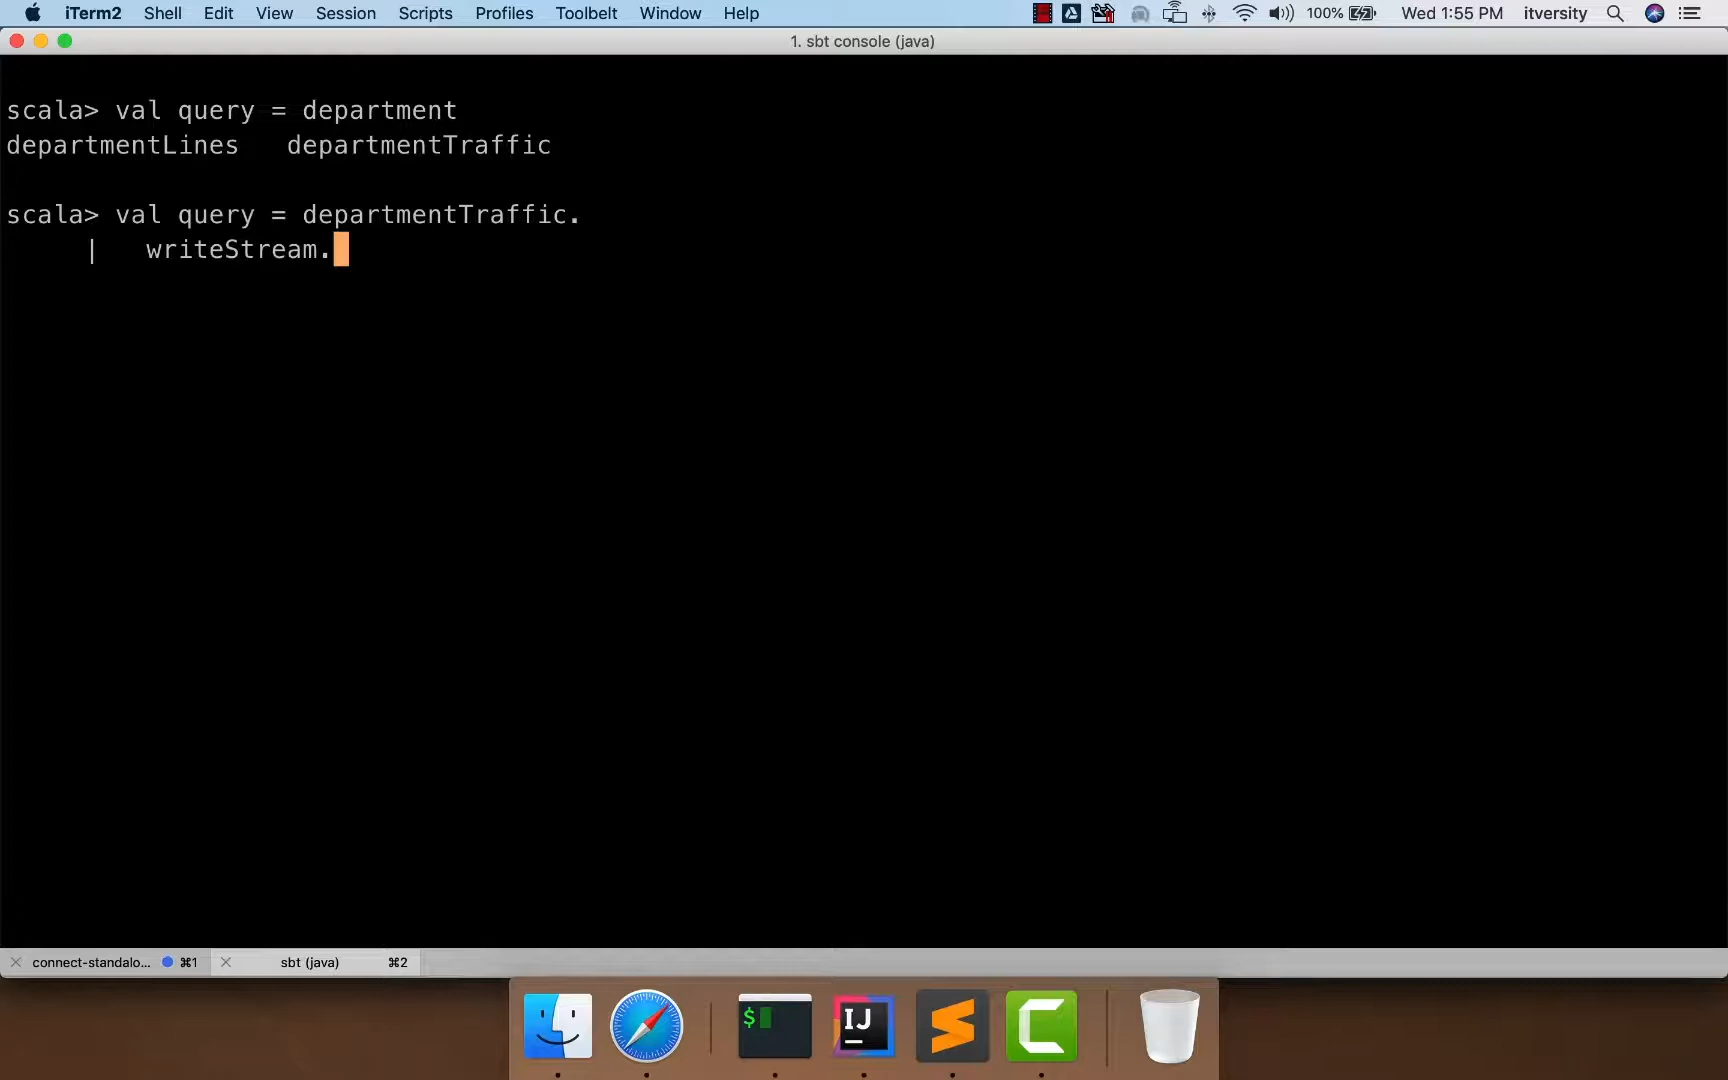 iTerm2 Shell Edit View Session Scripts Profiles Toolbelt Window Help 100% Wed 1:55 PM itversity
1. sbt console (java)
scala> val query = department
departmentLines departmentTraffic
scala> val query = departmentTraffic.
| writeStream.
connect-standalo... ⌘1 sbt (java) ⌘2
$ IJ